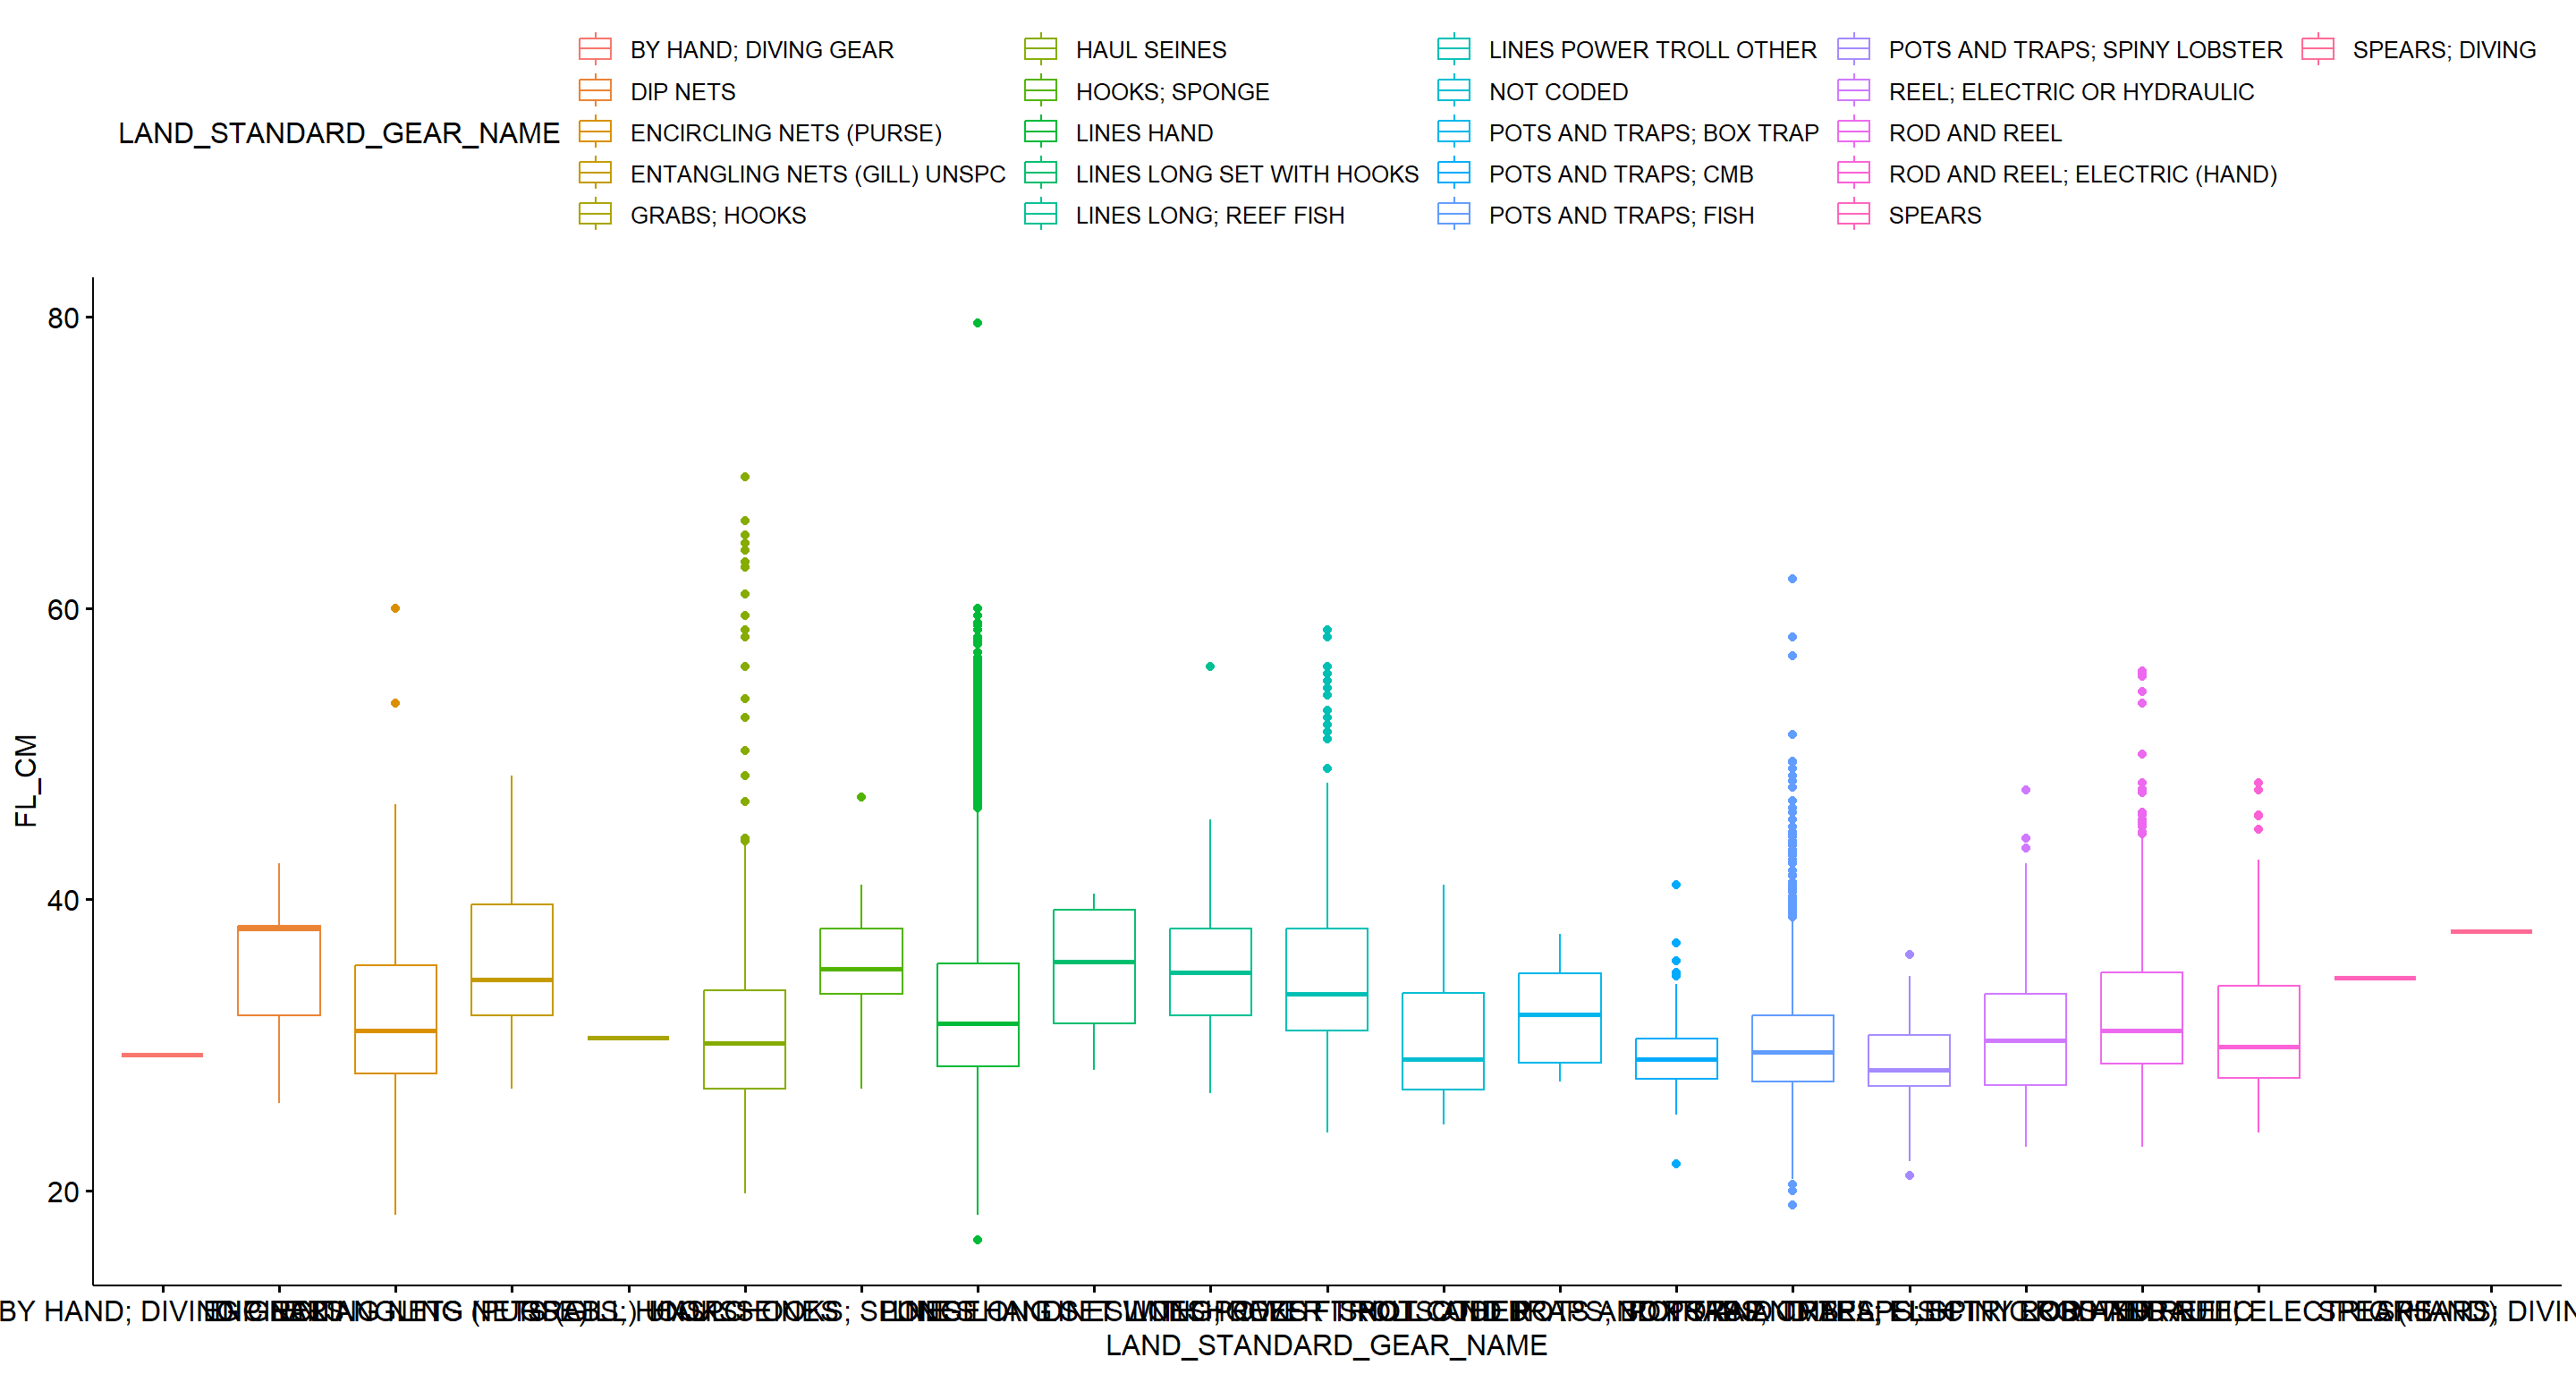 BY HAND; DIVING GEAR
HAUL SEINES
LINES POWER TROLL OTHER
POTS AND TRAPS; SPINY LOBSTER
SPEARS; DIVING
DIP NETS
HOOKS; SPONGE
NOT CODED
REEL; ELECTRIC OR HYDRAULIC
LAND_STANDARD_GEAR_NAME
ENCIRCLING NETS (PURSE)
LINES HAND
POTS AND TRAPS; BOX TRAP
ROD AND REEL
ENTANGLING NETS (GILL) UNSPC
LINES LONG SET WITH HOOKS
POTS AND TRAPS; CMB
ROD AND REEL; ELECTRIC (HAND)
GRABS; HOOKS
LINES LONG; REEF FISH
POTS AND TRAPS; FISH
SPEARS
80
60
40
20
FL_CM
BY HAND;
LAND_STANDARD_GEAR_NAME